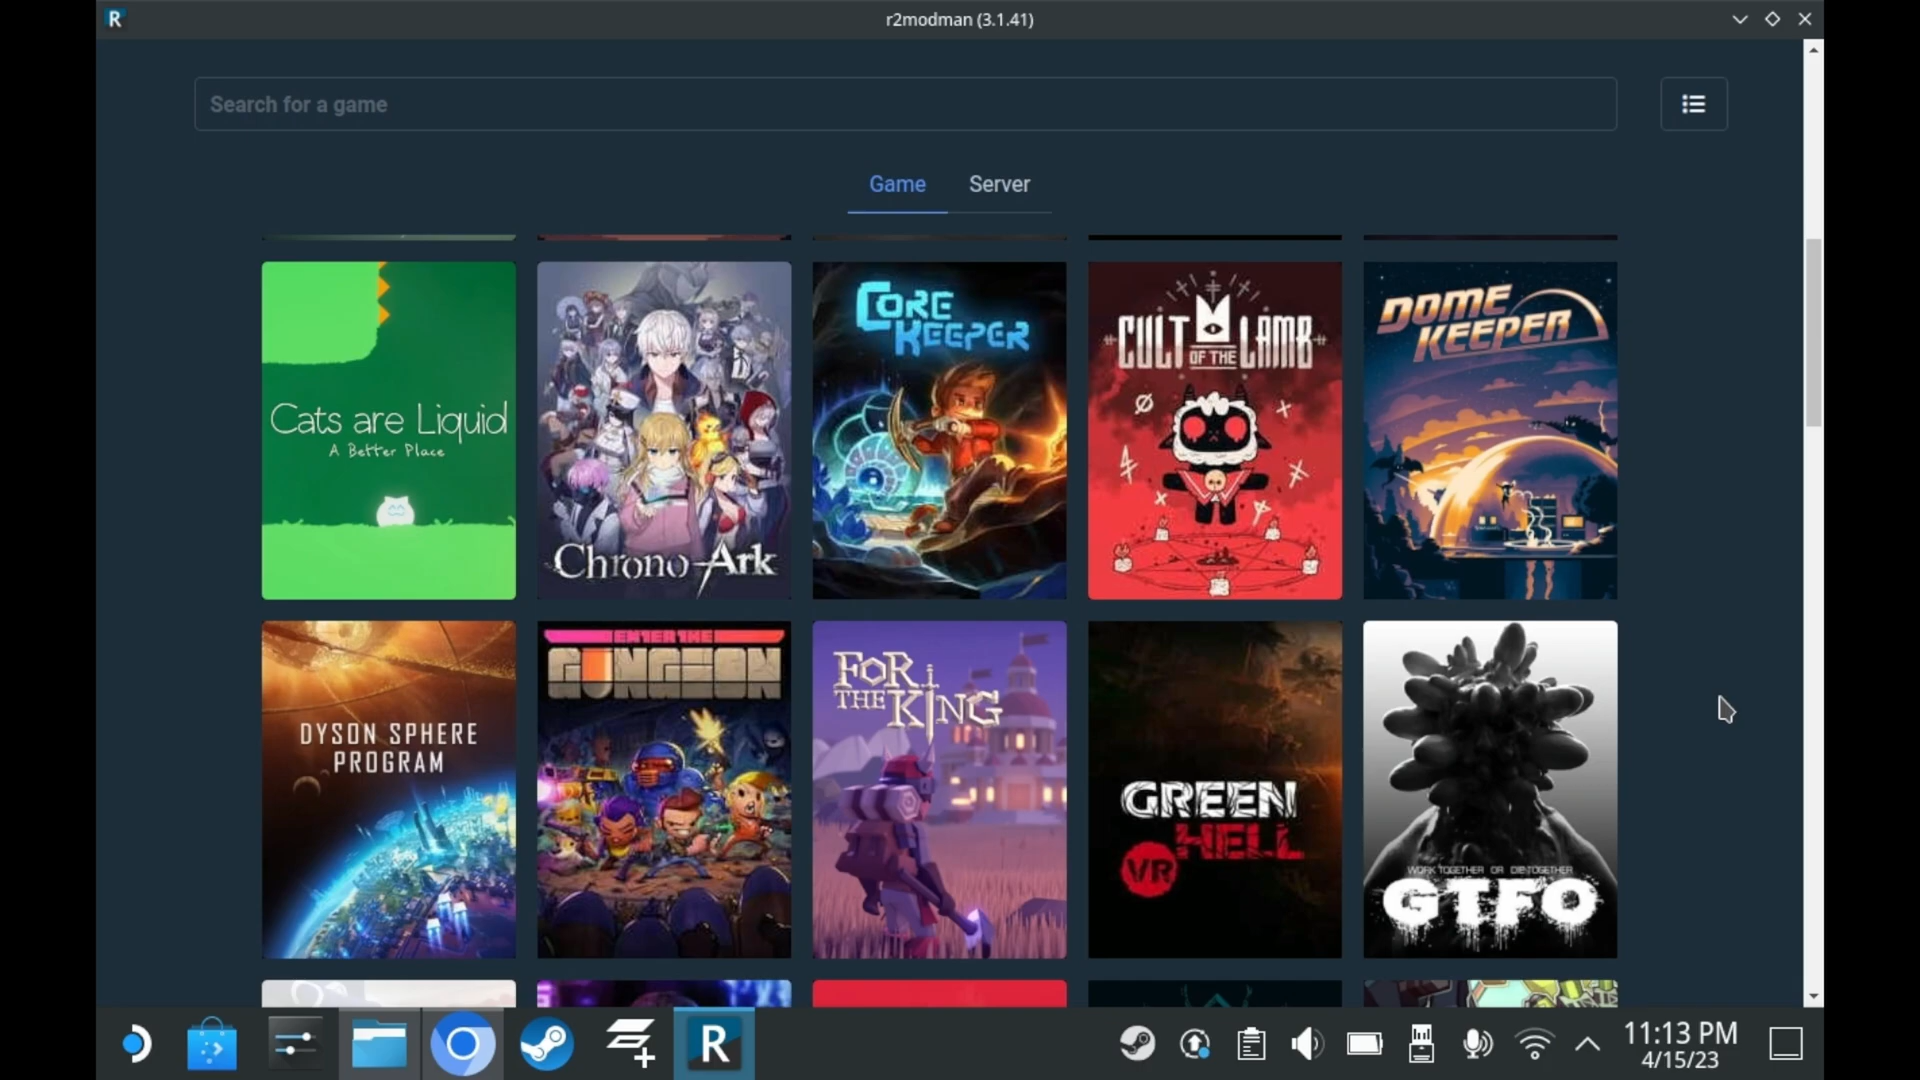 R
r2modman (3.1.41)
Search for a game
Game
Server
Cats are Liquid
A Better Place
Chrono Ark
CORE
KEEPER
CULT OF THE LAMB
DOME
KEEPER
DYSON SPHERE
PROGRAM
ENTER THE
GUNGEON
FOR
THE KING
GREEN
HELL
VR
WORK TOGETHER OR DIE TOGETHER
GTFO
R
11:13 PM
4/15/23